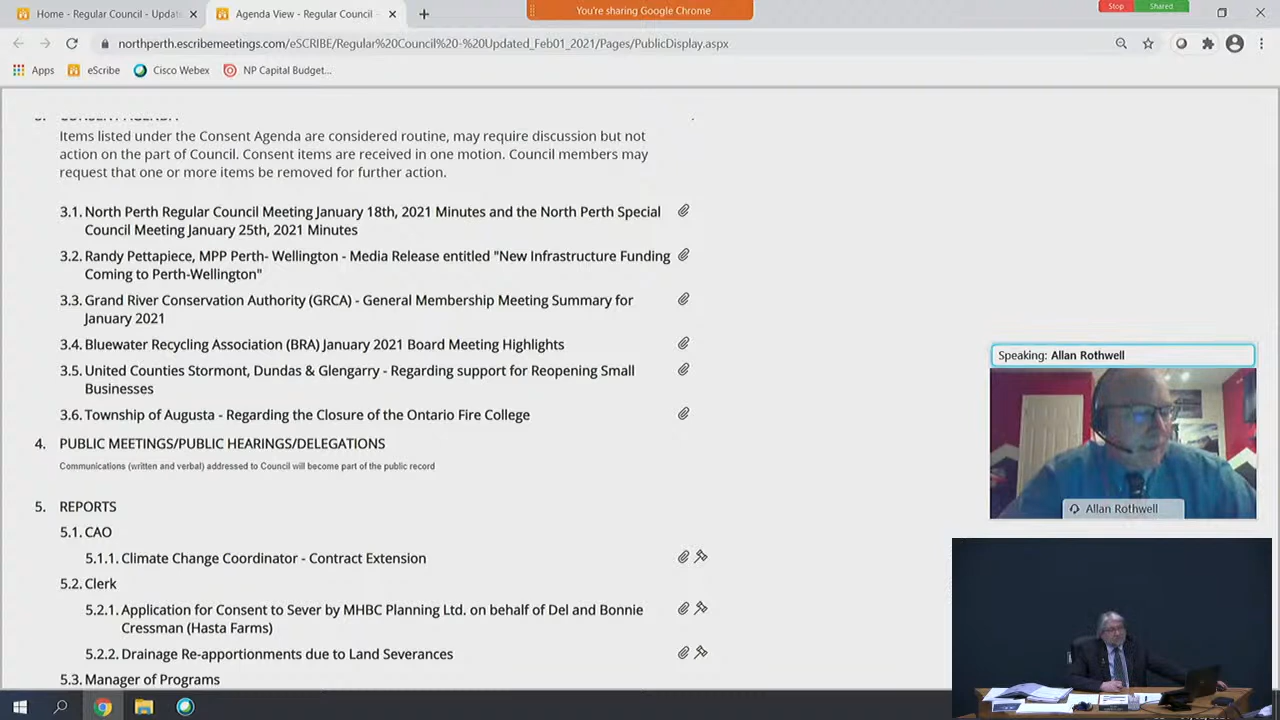 Home - Regular Council - Updat
Agenda View - Regular Council -
You're sharing Google Chrome
Stop
Shared
northperth.escribemeetings.com/eSCRIBE/Regular%20Council%20-%20Updated_Feb01_2021/Pages/PublicDisplay.aspx
Apps
eScribe
Cisco Webex
NP Capital Budget...
3. CONSENT AGENDA
Items listed under the Consent Agenda are considered routine, may require discussion but not
action on the part of Council. Consent items are received in one motion. Council members may
request that one or more items be removed for further action.
3.1. North Perth Regular Council Meeting January 18th, 2021 Minutes and the North Perth Special
Council Meeting January 25th, 2021 Minutes
3.2. Randy Pettapiece, MPP Perth- Wellington - Media Release entitled "New Infrastructure Funding
Coming to Perth-Wellington"
3.3. Grand River Conservation Authority (GRCA) - General Membership Meeting Summary for
January 2021
3.4. Bluewater Recycling Association (BRA) January 2021 Board Meeting Highlights
3.5. United Counties Stormont, Dundas & Glengarry - Regarding support for Reopening Small
Businesses
3.6. Township of Augusta - Regarding the Closure of the Ontario Fire College
4. PUBLIC MEETINGS/PUBLIC HEARINGS/DELEGATIONS
Communications (written and verbal) addressed to Council will become part of the public record
5. REPORTS
5.1. CAO
5.1.1. Climate Change Coordinator - Contract Extension
5.2. Clerk
5.2.1. Application for Consent to Sever by MHBC Planning Ltd. on behalf of Del and Bonnie
Cressman (Hasta Farms)
5.2.2. Drainage Re-apportionments due to Land Severances
5.3. Manager of Programs
Speaking: Allan Rothwell
Allan Rothwell